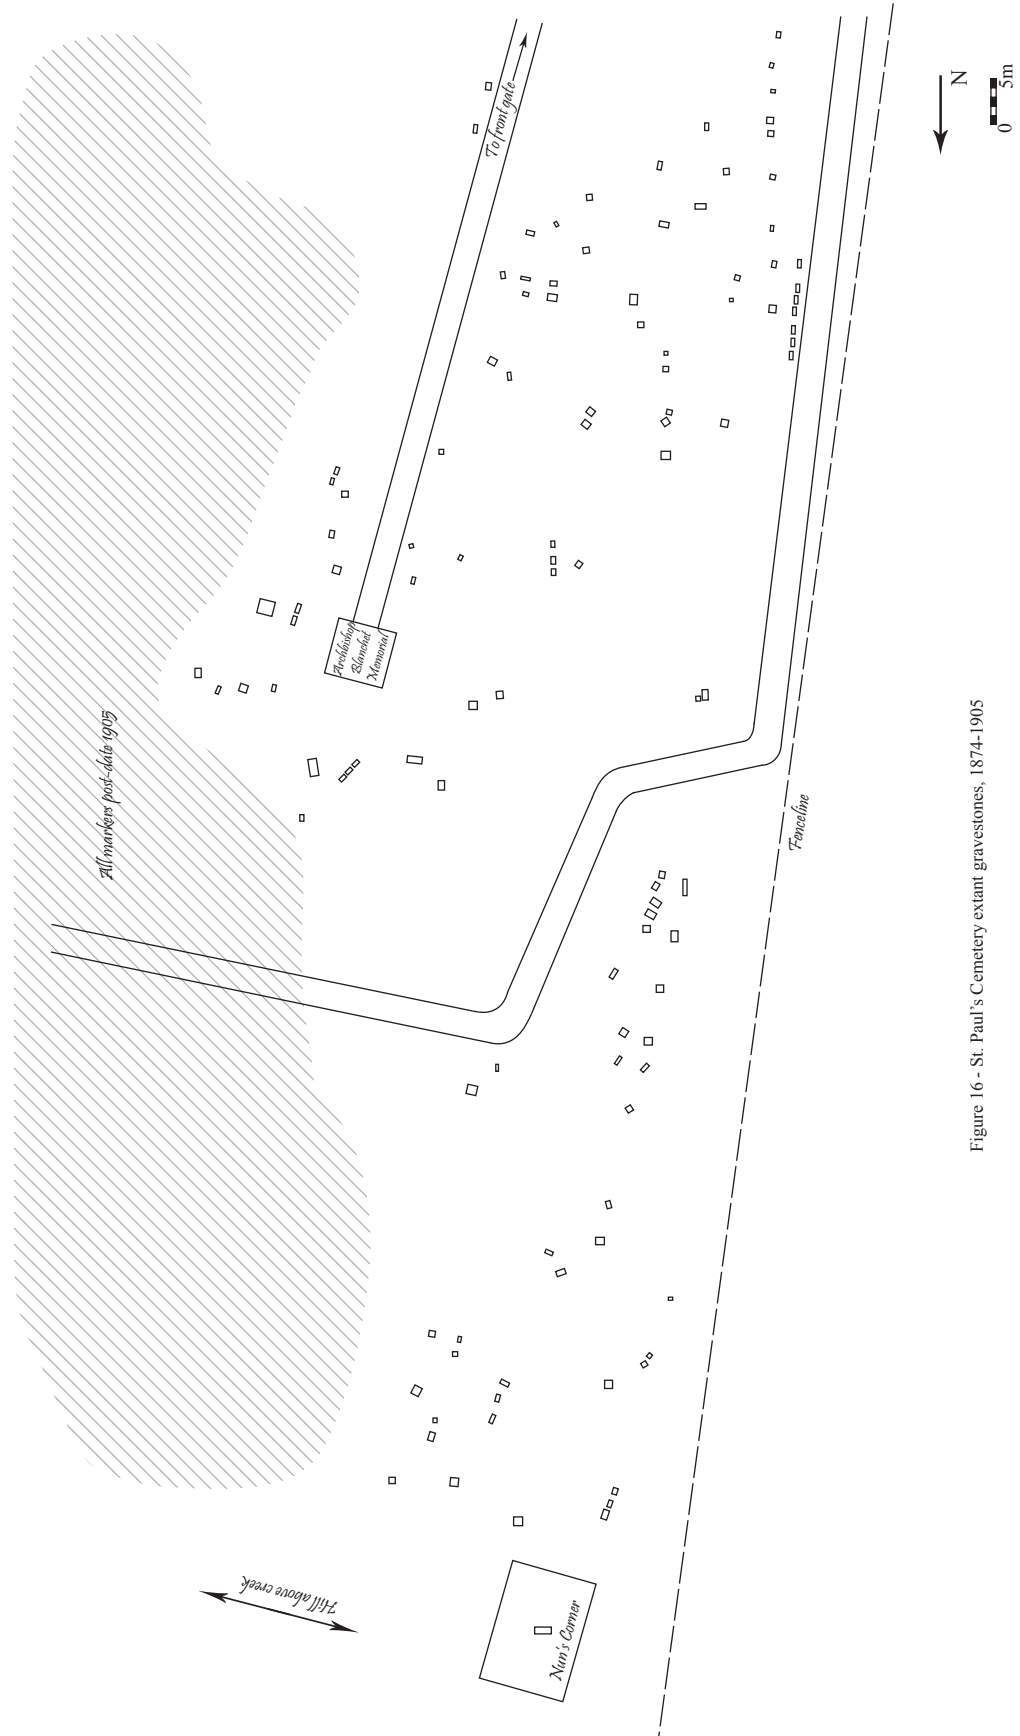 To front gate
N
0 5m
Archbishop
Blanchet
Memorial
All markers post-date 1905
Fenceline
Figure 16 - St. Paul's Cemetery extant gravestones, 1874-1905
Hill above creek
Nun's Corner